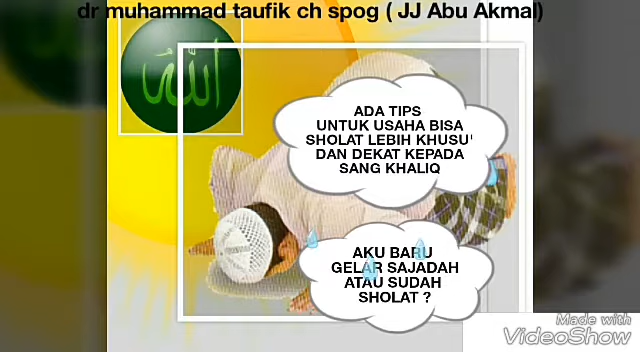 dr muhammad taufik ch spog ( JJ Abu Akmal)
الله
ADA TIPS
UNTUK USAHA BISA
SHOLAT LEBIH KHUSU'
DAN DEKAT KEPADA
SANG KHALIQ
AKU BARU
GELAR SAJADAH
ATAU SUDAH
SHOLAT ?
Made with
VideoShow